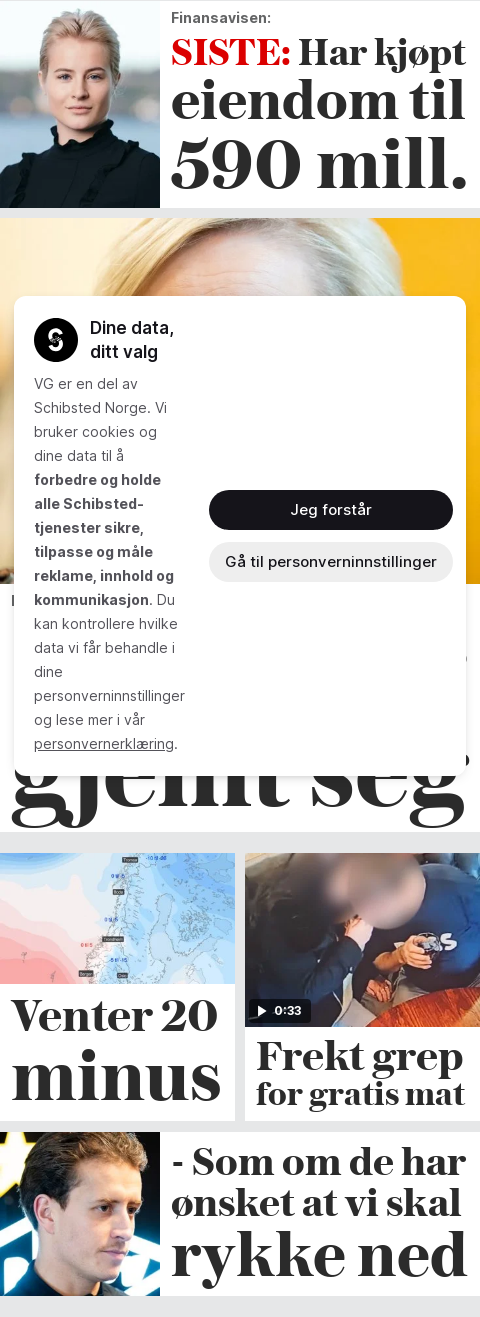 Finansavisen:
SISTE: Har kjøpt
eiendom til
590 mill.
Dine data,
ditt valg
VG er en del av
Schibsted Norge. Vi
bruker cookies og
dine data til å
forbedre og holde
alle Schibsted-
tjenester sikre,
tilpasse og måle
reklame, innhold og
kommunikasjon. Du
kan kontrollere hvilke
data vi får behandle i
dine
personverninnstillinger
og lese mer i vår
personvernerklæring.
Jeg forstår
Gå til personverninnstillinger
gjemt seg
0:33
Venter 20
minus
Frekt grep
for gratis mat
- Som om de har
ønsket at vi skal
rykke ned